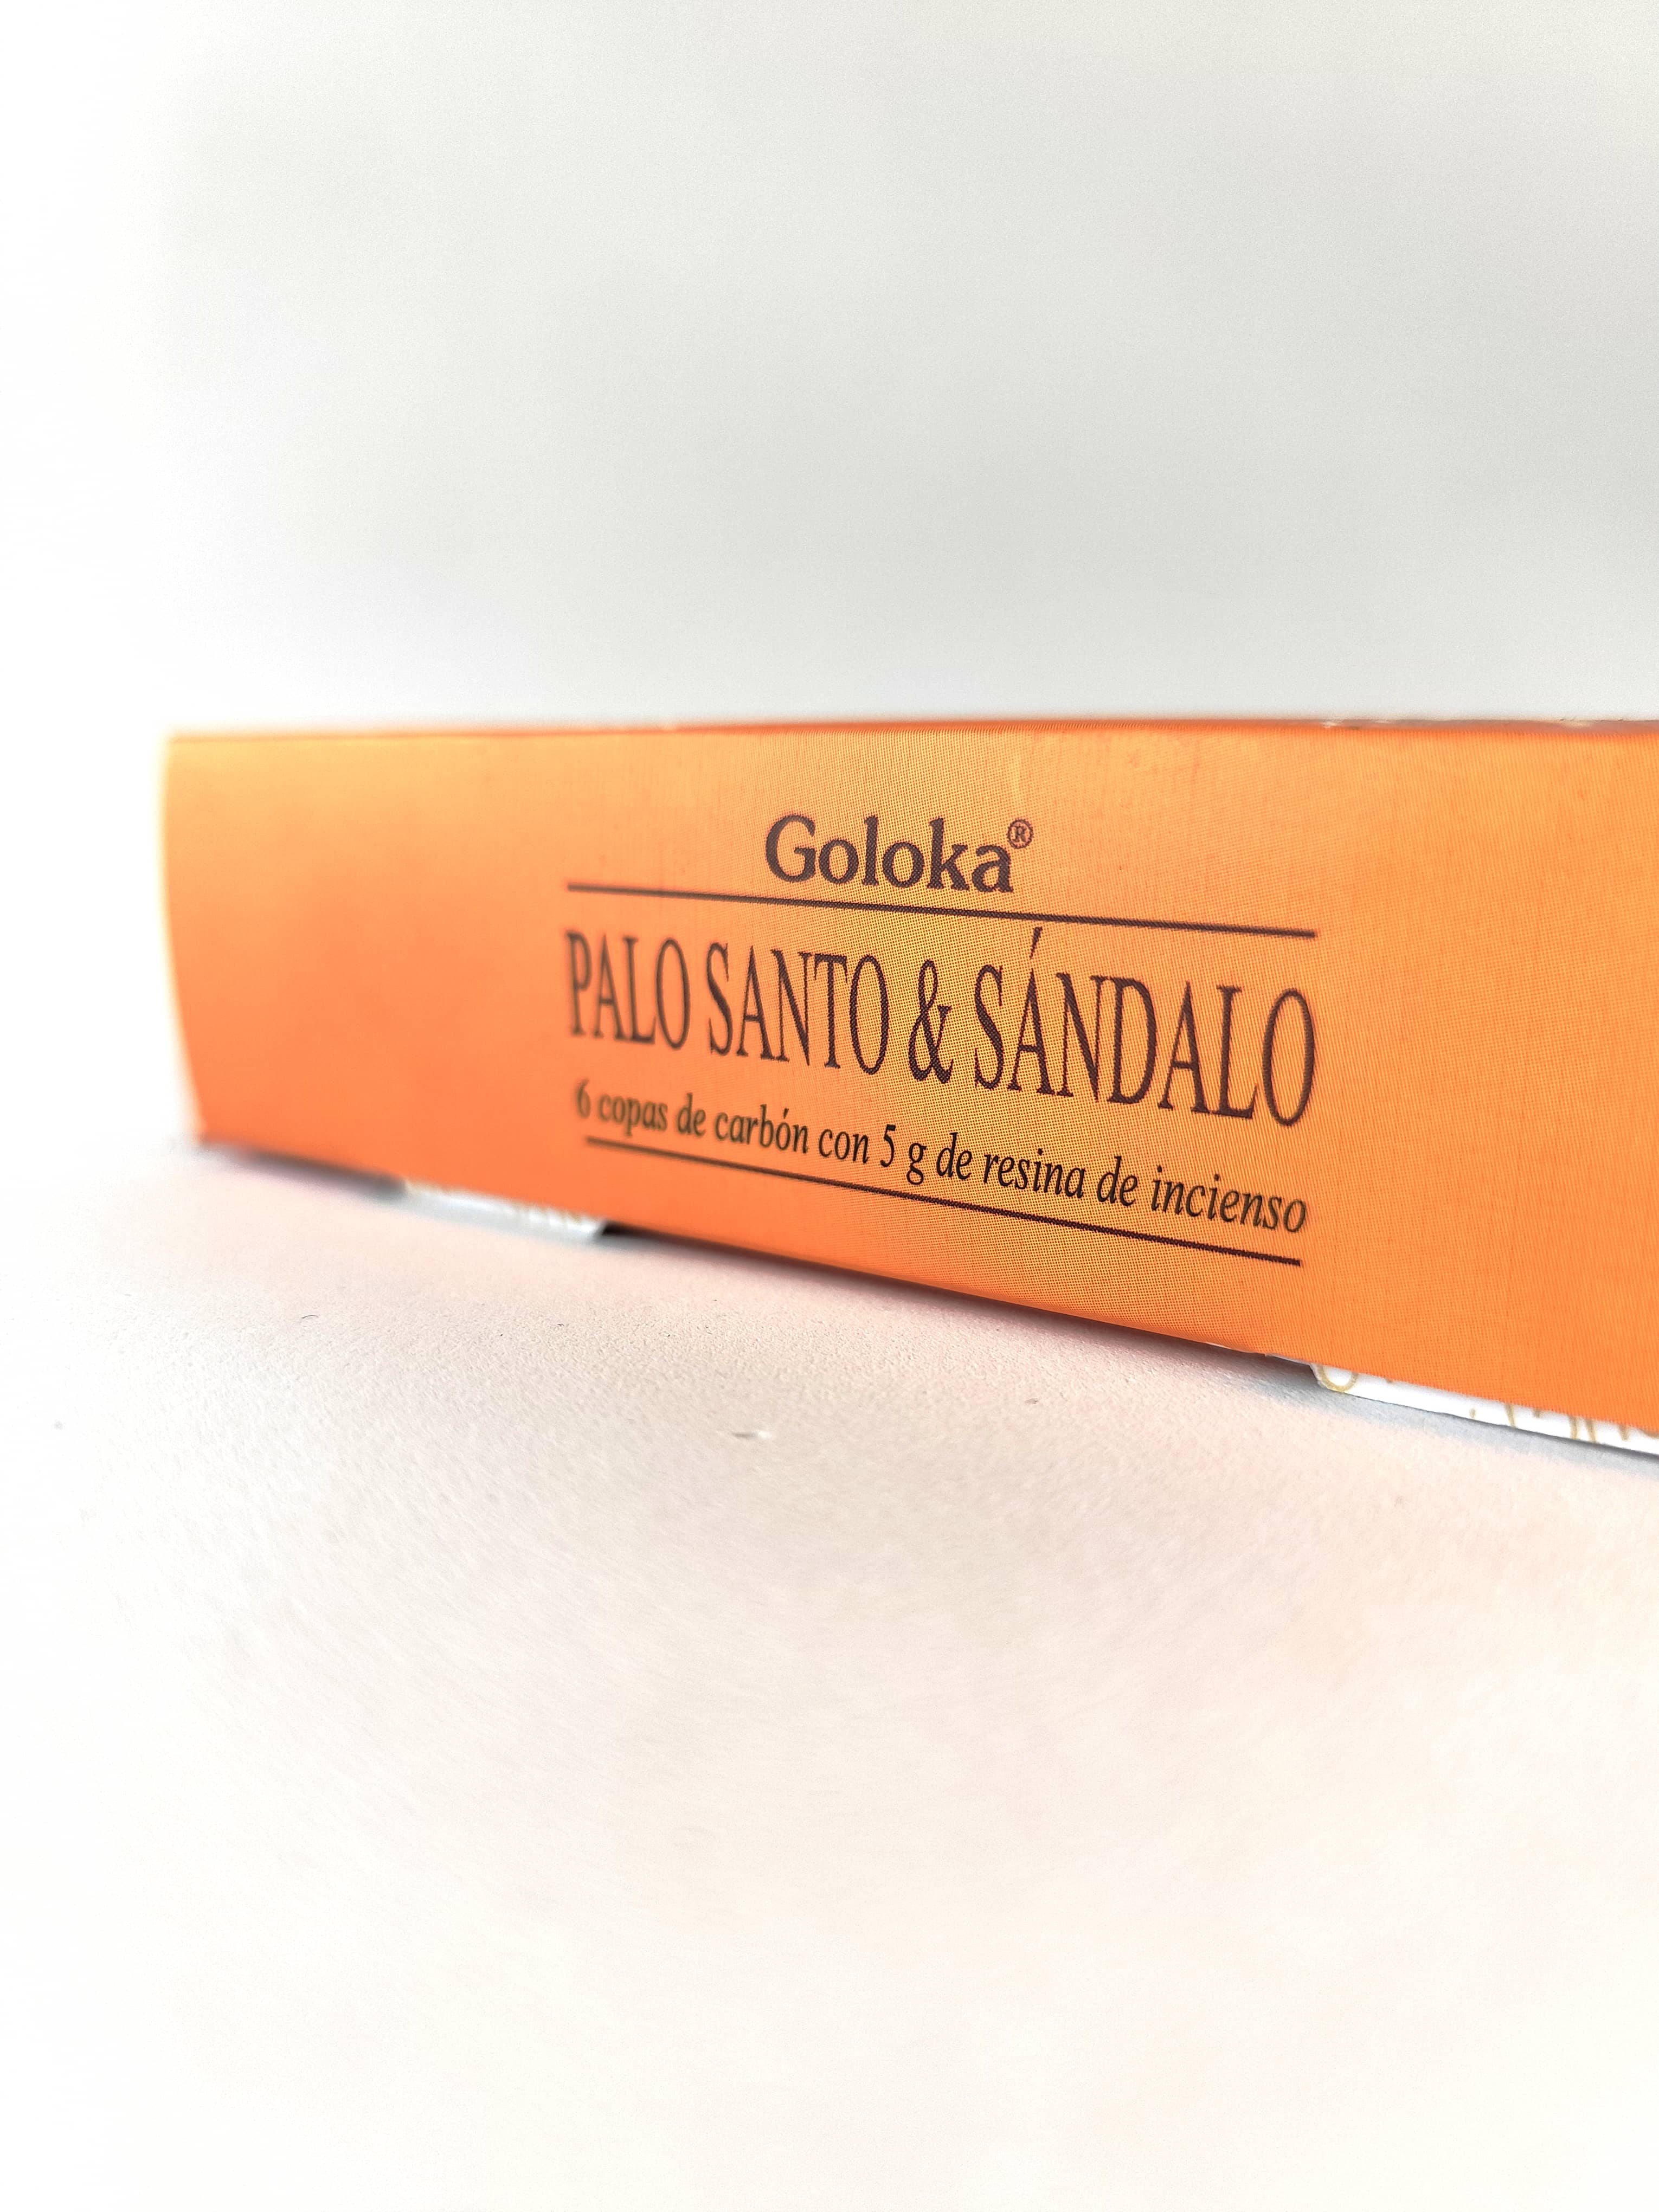 Goloka®
PALO SANTO & SÁNDALO
6 copas de carbón con 5 g de resina de incienso